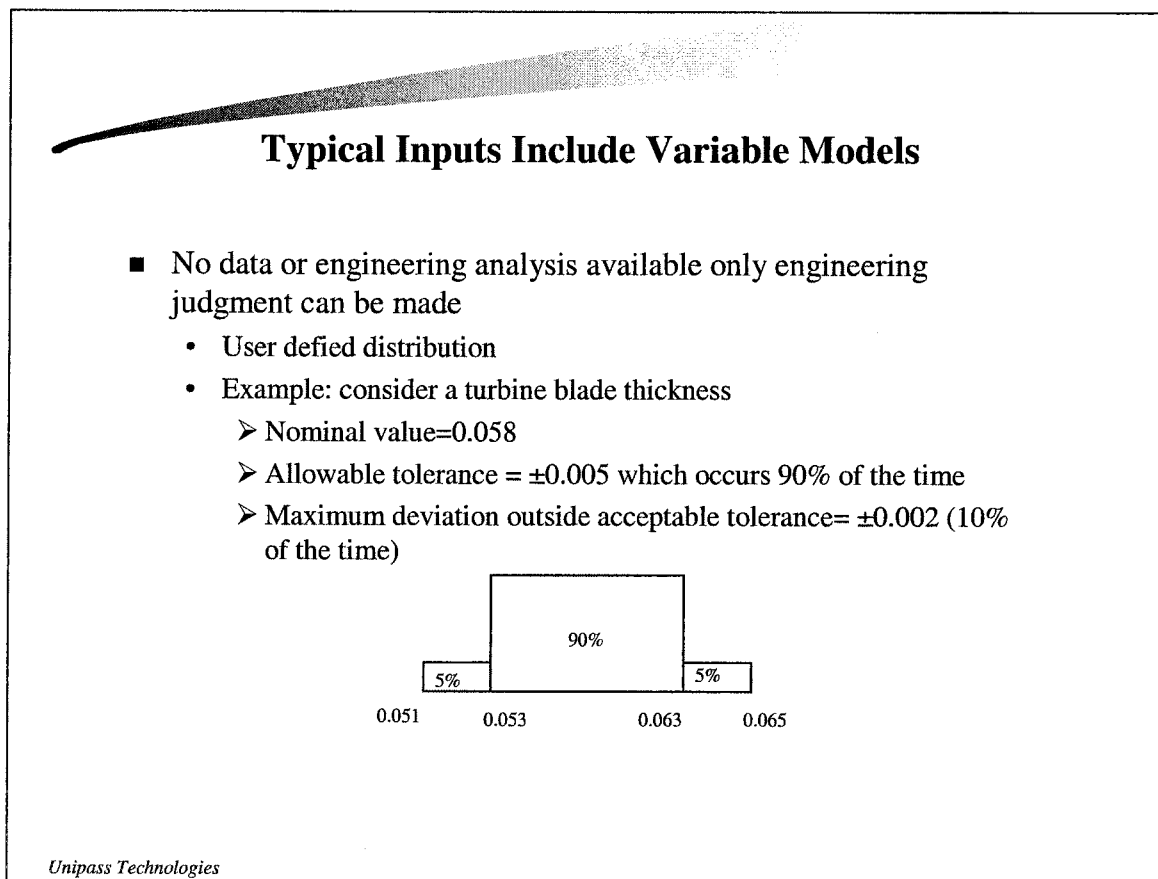 Typical Inputs Include Variable Models
■ No data or engineering analysis available only engineering
judgment can be made
• User defied distribution
• Example: consider a turbine blade thickness
➢ Nominal value=0.058
➢ Allowable tolerance = ±0.005 which occurs 90% of the time
➢ Maximum deviation outside acceptable tolerance= ±0.002 (10%
of the time)
90%
5%
5%
0.051 0.053 0.063 0.065
Unipass Technologies